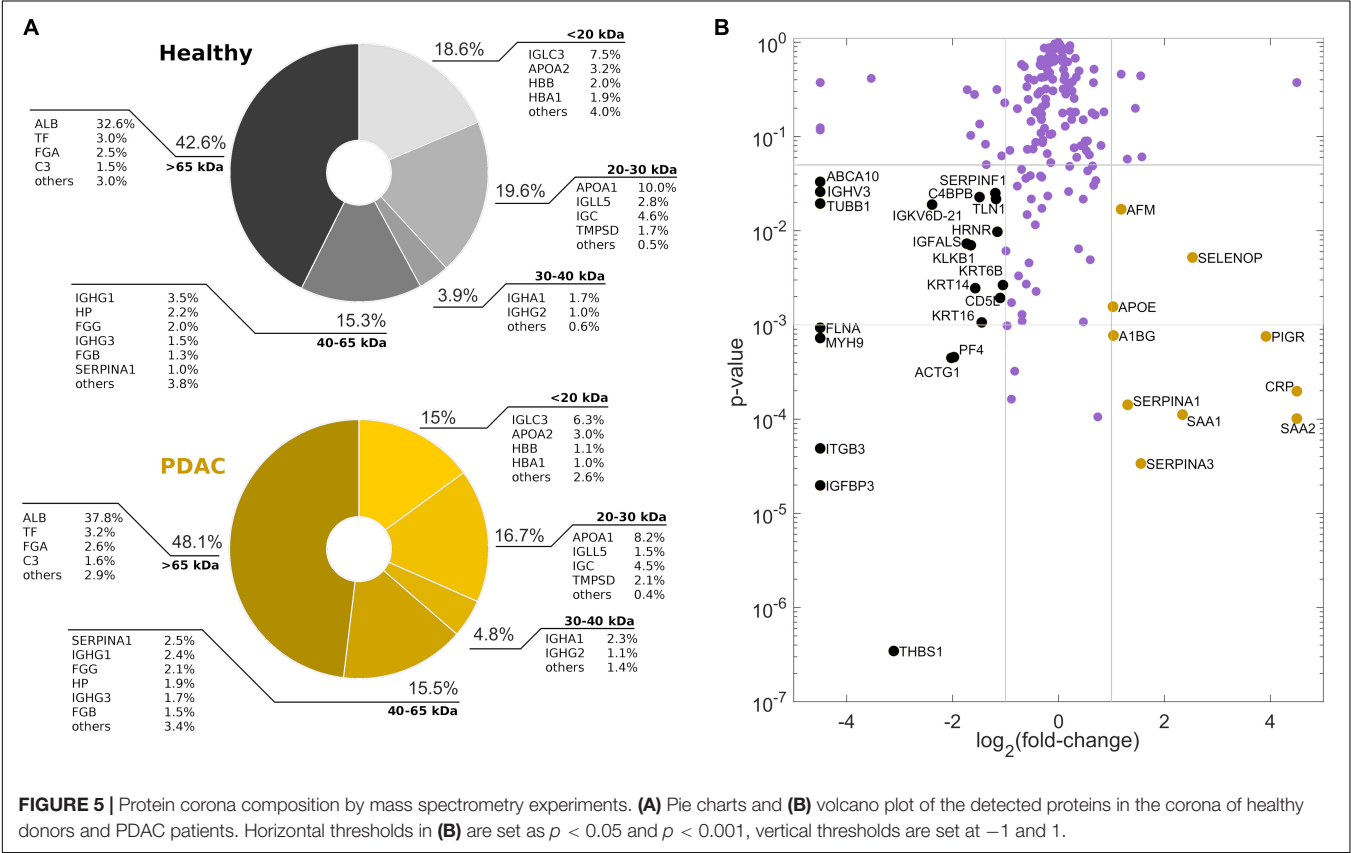 A
Healthy
18.6%
<20 kDa
IGLC3 7.5%
APOA2 3.2%
HBB 2.0%
HBA1 1.9%
others 4.0%
ALB 32.6%
TF 3.0%
FGA 2.5%
C3 1.5%
others 3.0%
42.6%
>65 kDa
20-30 kDa
19.6%
APOA1 10.0%
IGLL5 2.8%
IGC 4.6%
TMPSD 1.7%
others 0.5%
30-40 kDa
3.9%
IGHA1 1.7%
IGHG2 1.0%
others 0.6%
IGHG1 3.5%
HP 2.2%
FGG 2.0%
IGHG3 1.5%
FGB 1.3%
SERPINA1 1.0%
others 3.8%
15.3%
40-65 kDa
PDAC
15%
<20 kDa
IGLC3 6.3%
APOA2 3.0%
HBB 1.1%
HBA1 1.0%
others 2.6%
ALB 37.8%
TF 3.2%
FGA 2.6%
C3 1.6%
others 2.9%
48.1%
>65 kDa
20-30 kDa
16.7%
APOA1 8.2%
IGLL5 1.5%
IGC 4.5%
TMPSD 2.1%
others 0.4%
30-40 kDa
4.8%
IGHA1 2.3%
IGHG2 1.1%
others 1.4%
SERPINA1 2.5%
IGHG1 2.4%
FGG 2.1%
HP 1.9%
IGHG3 1.7%
FGB 1.5%
others 3.4%
15.5%
40-65 kDa
B
p-value
10^0
10^-1
10^-2
10^-3
10^-4
10^-5
10^-6
10^-7
ABCA10
IGHV3
TUBB1
SERPINF1
C4BPB
TLN1
IGKV6D-21
HRNR
IGFALS
KLKB1
KRT6B
KRT14
CD5L
KRT16
FLNA
MYH9
PF4
ACTG1
ITGB3
IGFBP3
THBS1
AFM
SELENOP
APOE
A1BG
PIGR
CRP
SERPINA1
SAA1
SAA2
SERPINA3
-4 -2 0 2 4
log2(fold-change)
FIGURE 5 | Protein corona composition by mass spectrometry experiments. (A) Pie charts and (B) volcano plot of the detected proteins in the corona of healthy
donors and PDAC patients. Horizontal thresholds in (B) are set as p < 0.05 and p < 0.001, vertical thresholds are set at −1 and 1.